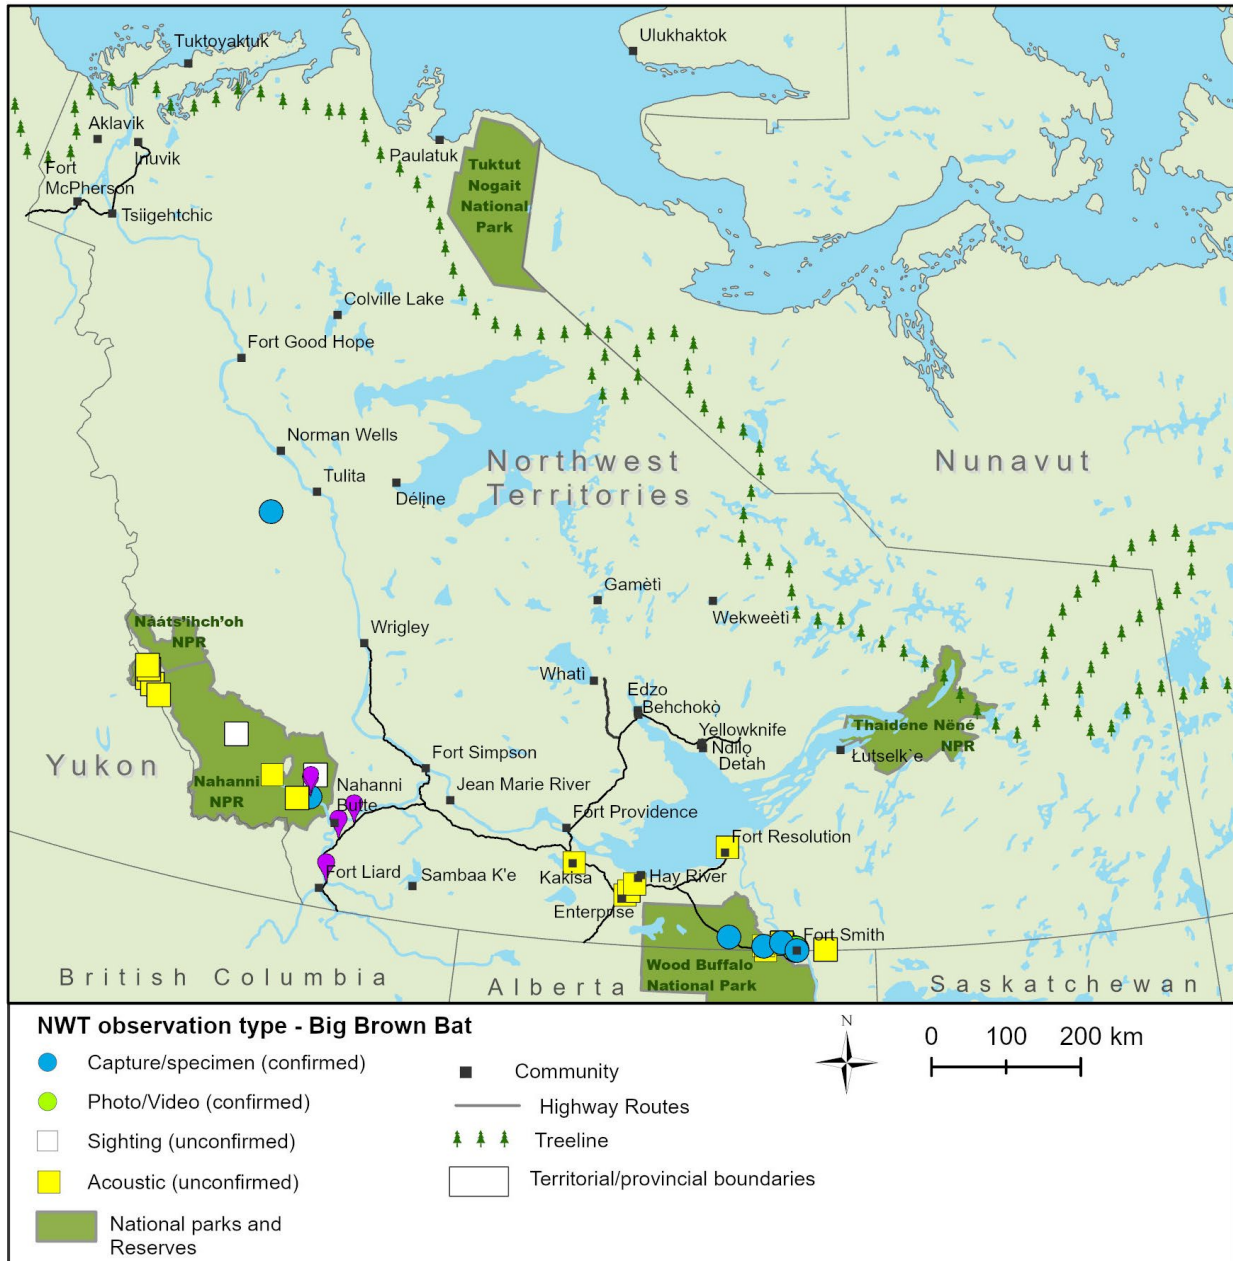 Tuktoyaktuk
Ulukhaktok
Aklavik
Inuvik
Fort
McPherson
Tsiigehtchic
Paulatuk
Tuktut
Nogait
National
Park
Colville Lake
Fort Good Hope
Norman Wells
Tulita
Délįne
Northwest
Territories
Nunavut
Gamètì
Wekweètì
Nááts'ihch'oh
NPR
Wrigley
Whatì
Edzo
Behchokò
Yellowknife
Ndilo
Detah
Thaidene Nëné
NPR
Łutselk`e
Yukon
Fort Simpson
Jean Marie River
Nahanni
NPR
Nahanni
Butte
Fort Providence
Fort Resolution
Fort Liard
Sambaa K'e
Kakisa
Hay River
Enterprise
Fort Smith
Wood Buffalo
National Park
British Columbia
Alberta
Saskatchewan
NWT observation type - Big Brown Bat
Capture/specimen (confirmed)
Photo/Video (confirmed)
Sighting (unconfirmed)
Acoustic (unconfirmed)
National parks and
Reserves
Community
Highway Routes
Treeline
Territorial/provincial boundaries
N
0 100 200 km